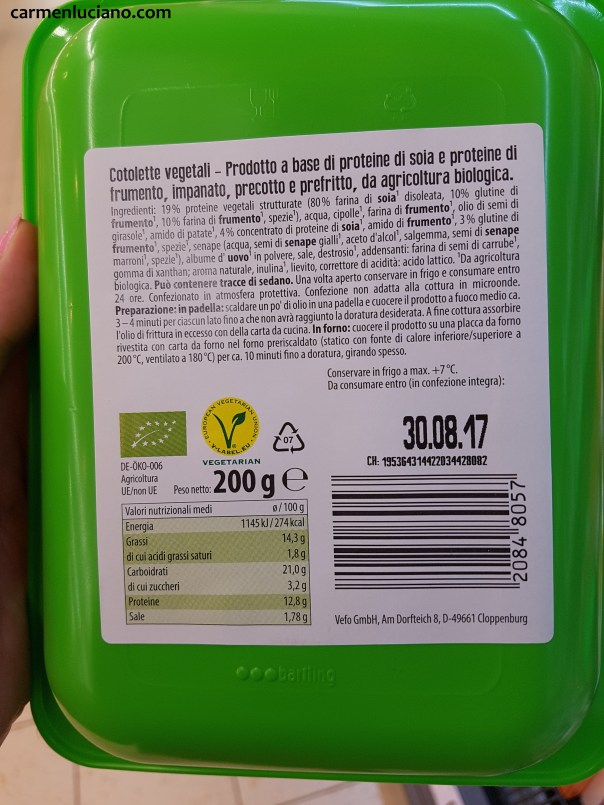 carmenluciano.com
Cotolette vegetali – Prodotto a base di proteine di soia e proteine di
frumento, impanato, precotto e prefritto, da agricoltura biologica.
Ingredienti: 19% proteine vegetali strutturate (80% farina di soia¹ disoleata, 10% glutine di
frumento¹, 10% farina di frumento¹, spezie¹), acqua, cipolle¹, farina di frumento¹, olio di semi di
girasole¹, amido di patate¹, 4% concentrato di proteine di soia¹, amido di frumento¹, 3% glutine di
frumento¹, spezie¹, senape (acqua, semi di senape gialli¹, aceto d'alcol¹, salgemma, semi di senape
marroni¹, spezie¹), albume d' uovo¹ in polvere, sale, destrosio¹, addensanti: farina di semi di carrube¹,
gomma di xanthan; aroma naturale, inulina¹, lievito, correttore di acidità: acido lattico. ¹Da agricoltura
biologica. Può contenere tracce di sedano. Una volta aperto conservare in frigo e consumare entro
24 ore. Confezionato in atmosfera protettiva. Confezione non adatta alla cottura in microonde.
Preparazione: in padella: scaldare un po' di olio in una padella e cuocere il prodotto a fuoco medio ca.
3–4 minuti per ciascun lato fino a che non avrà raggiunto la doratura desiderata. A fine cottura assorbire
l'olio di frittura in eccesso con della carta da cucina. In forno: cuocere il prodotto su una placca da forno
rivestita con carta da forno nel forno preriscaldato (statico con fonte di calore inferiore/superiore a
200°C, ventilato a 180°C) per ca. 10 minuti fino a doratura, girando spesso.
Conservare in frigo a max. +7°C.
Da consumare entro (in confezione integra):
30.08.17
CH: 195364314422034428082
EUROPEAN VEGETARIAN UNION
V-LABEL.EU
VEGETARIAN
07
DE-ÖKO-006
Agricoltura
UE/non UE
Peso netto: 200 g e
Valori nutrizionali medi ø/100 g
Energia 1145 kJ/274 kcal
Grassi 14,3 g
di cui acidi grassi saturi 1,8 g
Carboidrati 21,0 g
di cui zuccheri 3,2 g
Proteine 12,8 g
Sale 1,78 g
2084 8057
Vefo GmbH, Am Dorfteich 8, D-49661 Cloppenburg